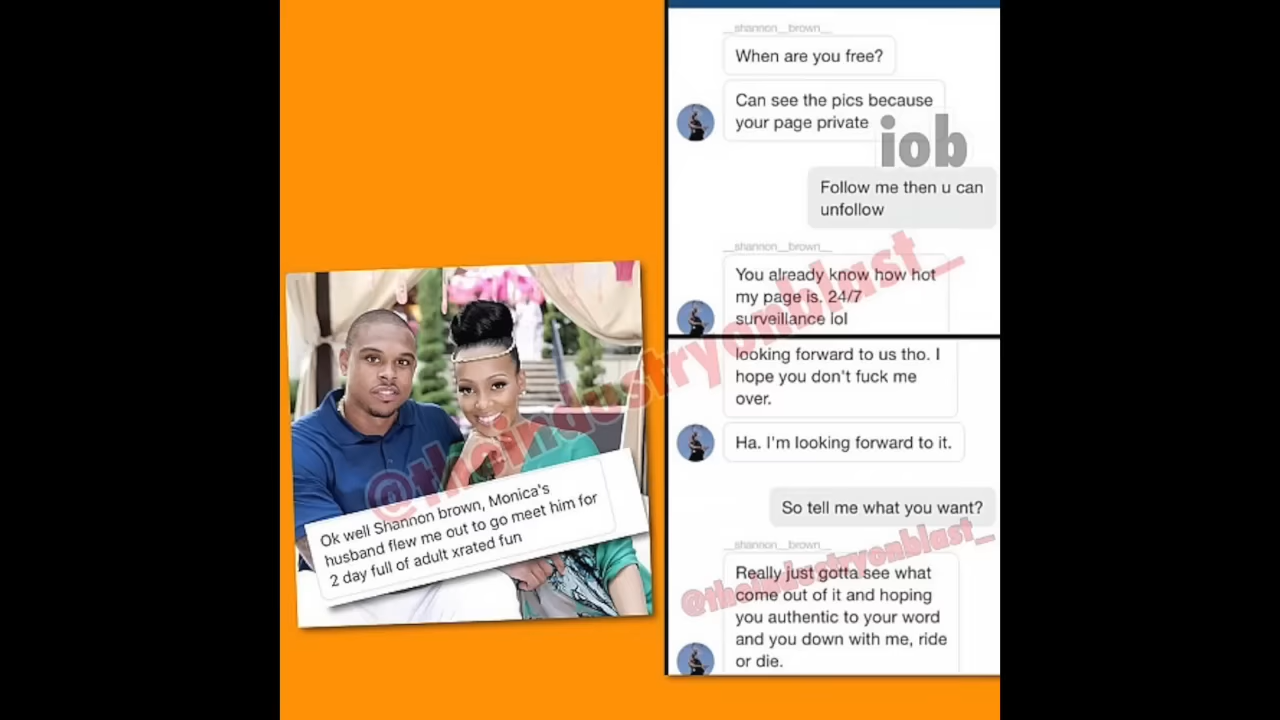 Ok well Shannon brown, Monica's
husband flew me out to go meet him for
2 day full of adult xrated fun
__shannon__brown__
When are you free?
Can see the pics because
your page private
iob
Follow me then u can
unfollow
__shannon__brown__
You already know how hot
my page is. 24/7
surveillance lol
looking forward to us tho. I
hope you don't fuck me
over.
Ha. I'm looking forward to it.
So tell me what you want?
__shannon__brown__
Really just gotta see what
come out of it and hoping
you authentic to your word
and you down with me, ride
or die.
@theindustryonblast_
@theindustryonblast_